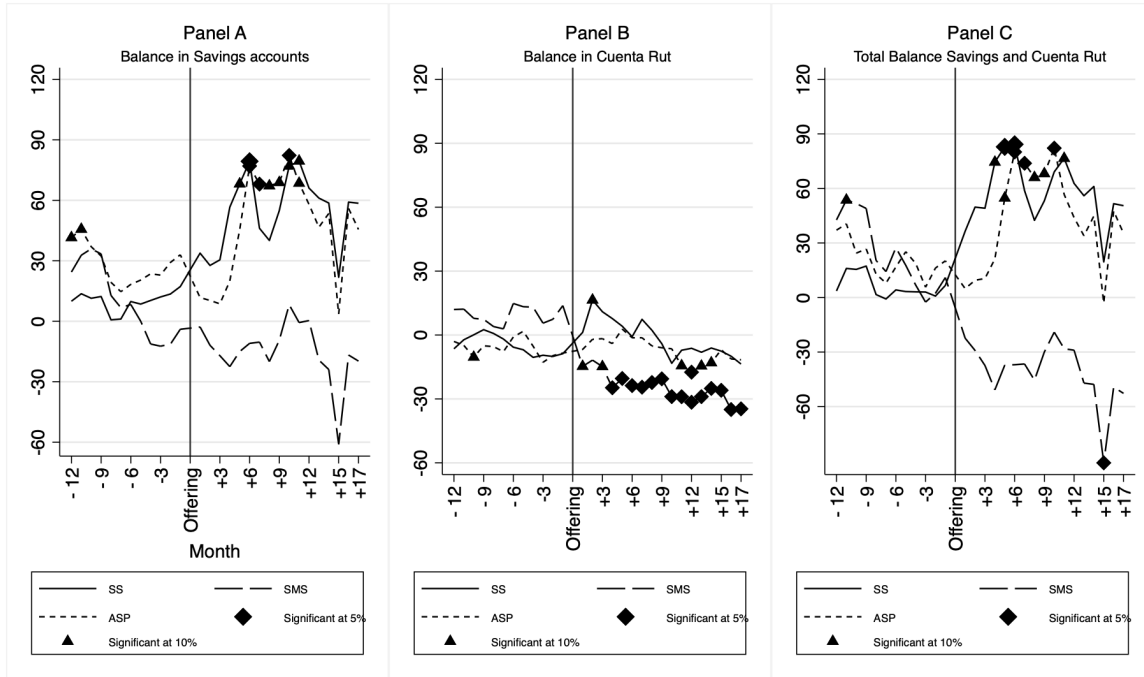 Panel A
Balance in Savings accounts
120
90
60
30
0
-30
-60
- 12
- 9
-6
-3
Offering
+3
+6
+9
+12
+15
+17
Month
SS
SMS
ASP
Significant at 5%
Significant at 10%
Panel B
Balance in Cuenta Rut
120
90
60
30
0
-30
-60
- 12
- 9
- 6
-3
Offering
+3
+6
+9
+12
+15
+17
SS
SMS
ASP
Significant at 5%
Significant at 10%
Panel C
Total Balance Savings and Cuenta Rut
120
90
60
30
0
-30
-60
- 12
- 9
- 6
-3
Offering
+3
+6
+9
+12
+15
+17
SS
SMS
ASP
Significant at 5%
Significant at 10%